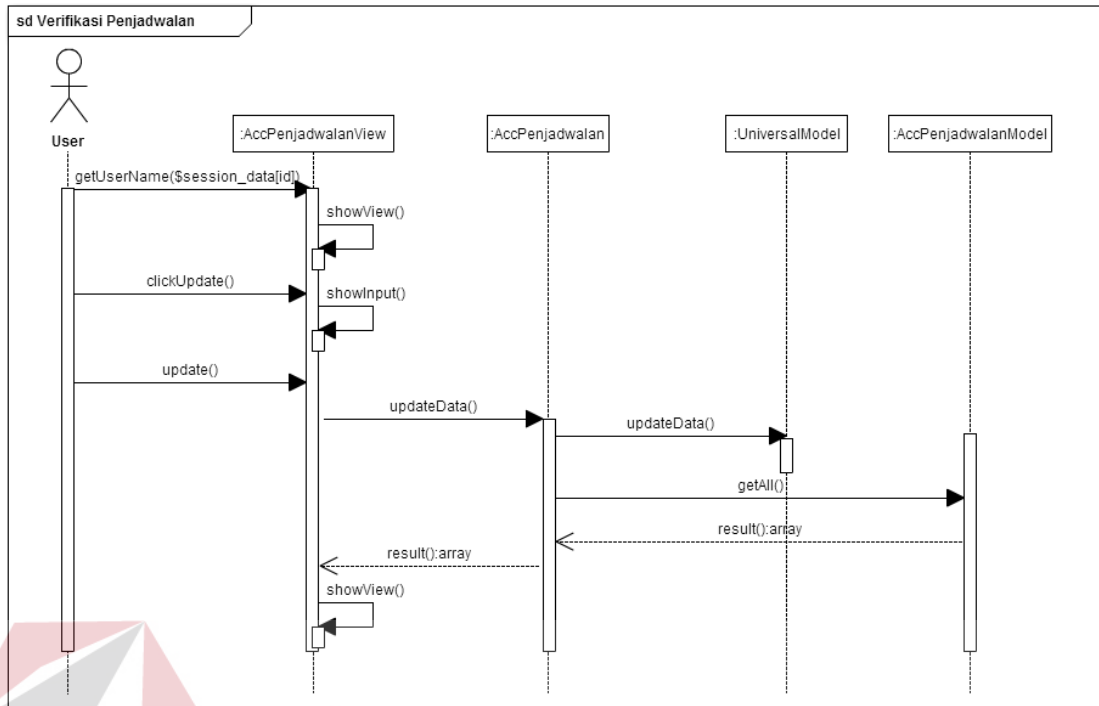 sd Verifikasi Penjadwalan
User
:AccPenjadwalanView
:AccPenjadwalan
:UniversalModel
:AccPenjadwalanModel
getUserName($session_data[id])
showView()
clickUpdate()
showInput()
update()
updateData()
updateData()
getAll()
result():array
result():array
showView()